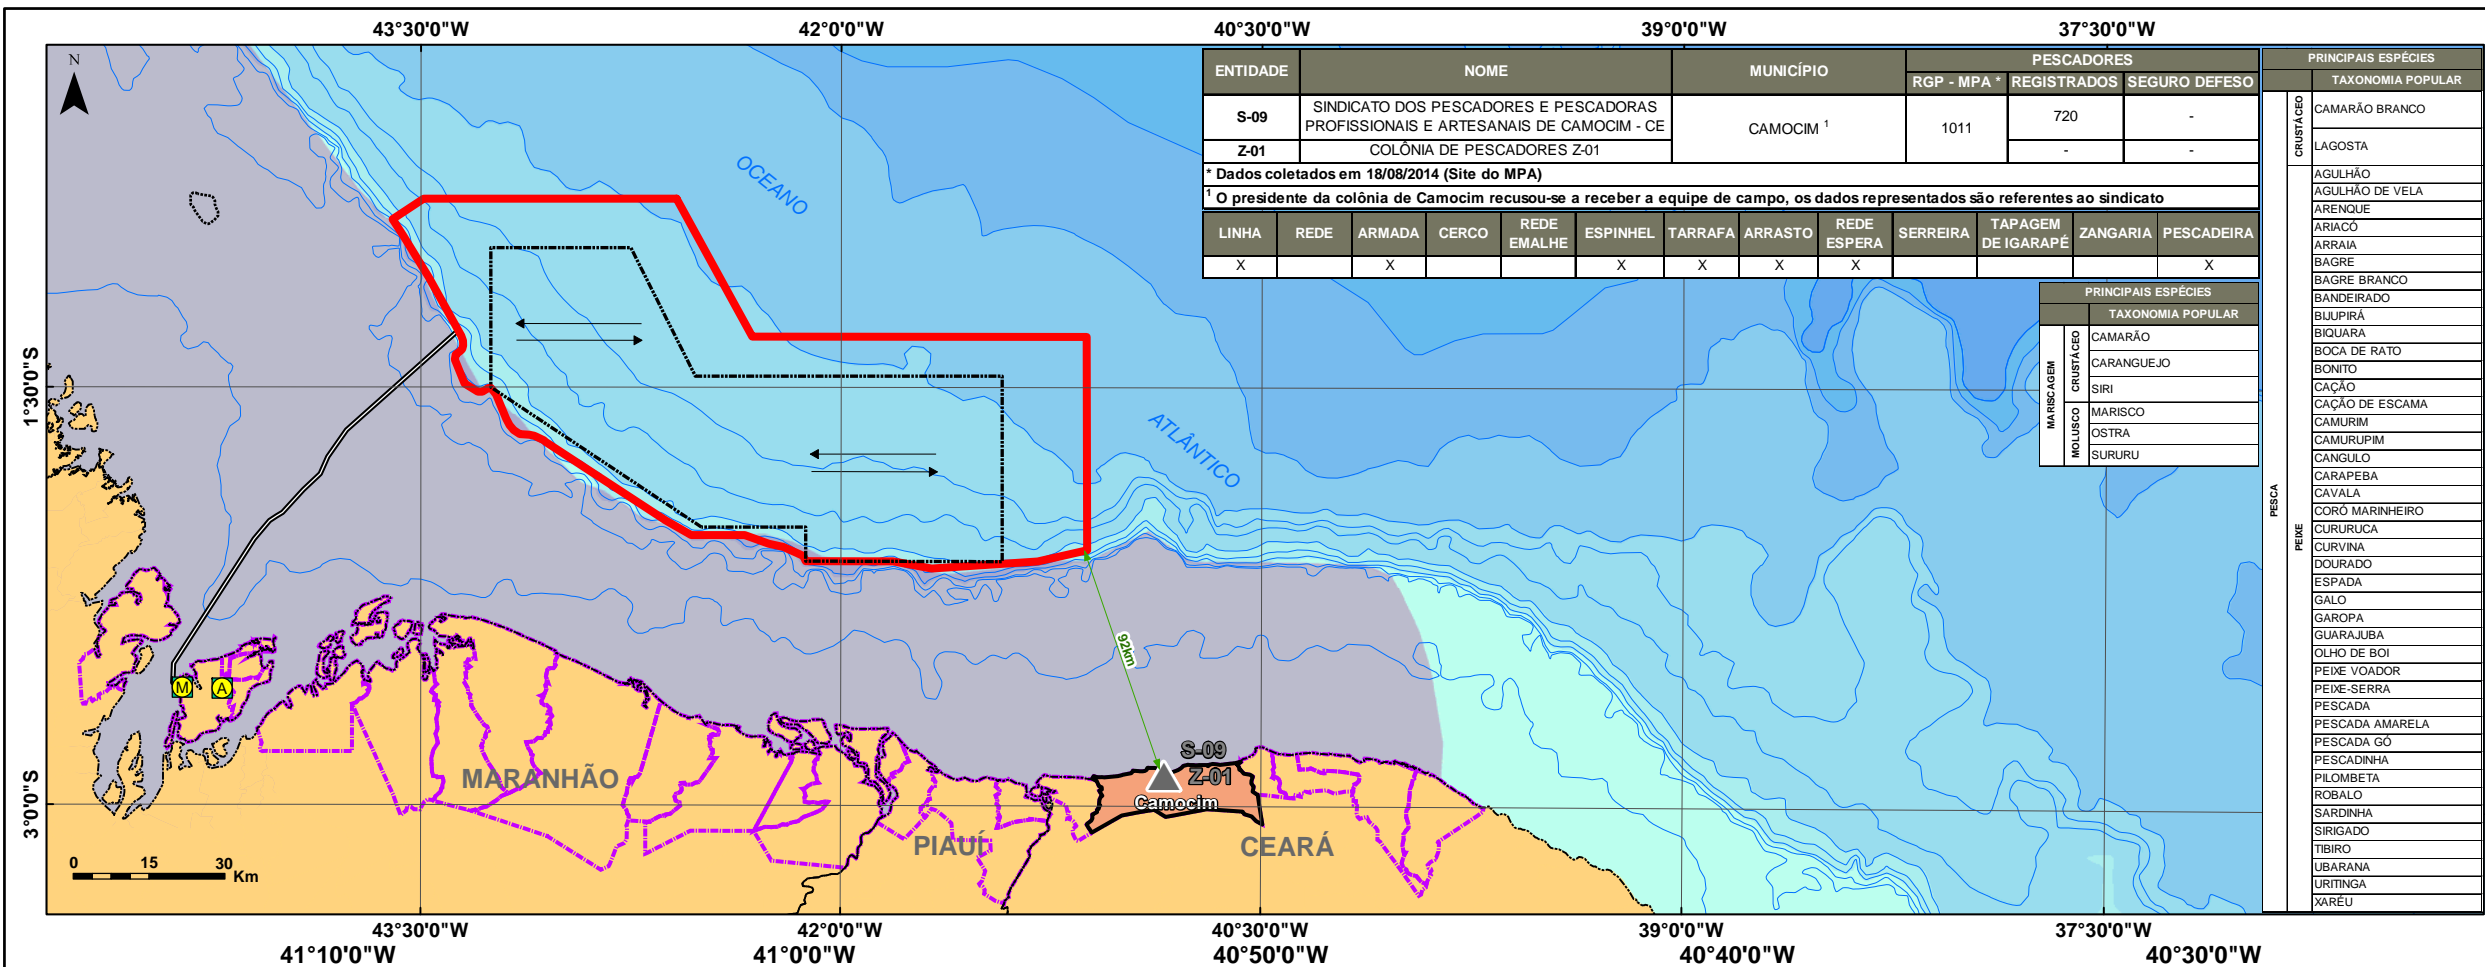 43°30'0"W
42°0'0"W
40°30'0"W
39°0'0"W
37°30'0"W
N
ENTIDADE
NOME
MUNICÍPIO
PESCADORES
RGP - MPA *
REGISTRADOS
SEGURO DEFESO
S-09
SINDICATO DOS PESCADORES E PESCADORAS
PROFISSIONAIS E ARTESANAIS DE CAMOCIM - CE
CAMOCIM ¹
1011
720
-
Z-01
COLÔNIA DE PESCADORES Z-01
-
-
* Dados coletados em 18/08/2014 (Site do MPA)
¹ O presidente da colônia de Camocim recusou-se a receber a equipe de campo, os dados representados são referentes ao sindicato
LINHA
REDE
ARMADA
CERCO
REDE
EMALHE
ESPINHEL
TARRAFA
ARRASTO
REDE
ESPERA
SERREIRA
TAPAGEM
DE IGARAPÉ
ZANGARIA
PESCADEIRA
X
X
X
X
X
X
X
PRINCIPAIS ESPÉCIES
TAXONOMIA POPULAR
MARISCAGEM
CRUSTÁCEO
CAMARÃO
CARANGUEJO
SIRI
MOLUSCO
MARISCO
OSTRA
SURURU
PRINCIPAIS ESPÉCIES
TAXONOMIA POPULAR
PESCA
CRUSTÁCEO
CAMARÃO BRANCO
LAGOSTA
PEIXE
AGULHÃO
AGULHÃO DE VELA
ARENQUE
ARIACÓ
ARRAIA
BAGRE
BAGRE BRANCO
BANDEIRADO
BIJUPIRÁ
BIQUARA
BOCA DE RATO
BONITO
CAÇÃO
CAÇÃO DE ESCAMA
CAMURIM
CAMURUPIM
CANGULO
CARAPEBA
CAVALA
CORÓ MARINHEIRO
CURURUCA
CURVINA
DOURADO
ESPADA
GALO
GAROPA
GUARAJUBA
OLHO DE BOI
PEIXE VOADOR
PEIXE-SERRA
PESCADA
PESCADA AMARELA
PESCADA GÓ
PESCADINHA
PILOMBETA
ROBALO
SARDINHA
SIRIGADO
TIBIRO
UBARANA
URITINGA
XARÉU
OCEANO
ATLÂNTICO
1°30'0"S
3°0'0"S
92km
M
A
S-09
Z-01
Camocim
MARANHÃO
PIAUÍ
CEARÁ
0
15
30
Km
43°30'0"W
42°0'0"W
40°30'0"W
39°0'0"W
37°30'0"W
41°10'0"W
41°0'0"W
40°50'0"W
40°40'0"W
40°30'0"W